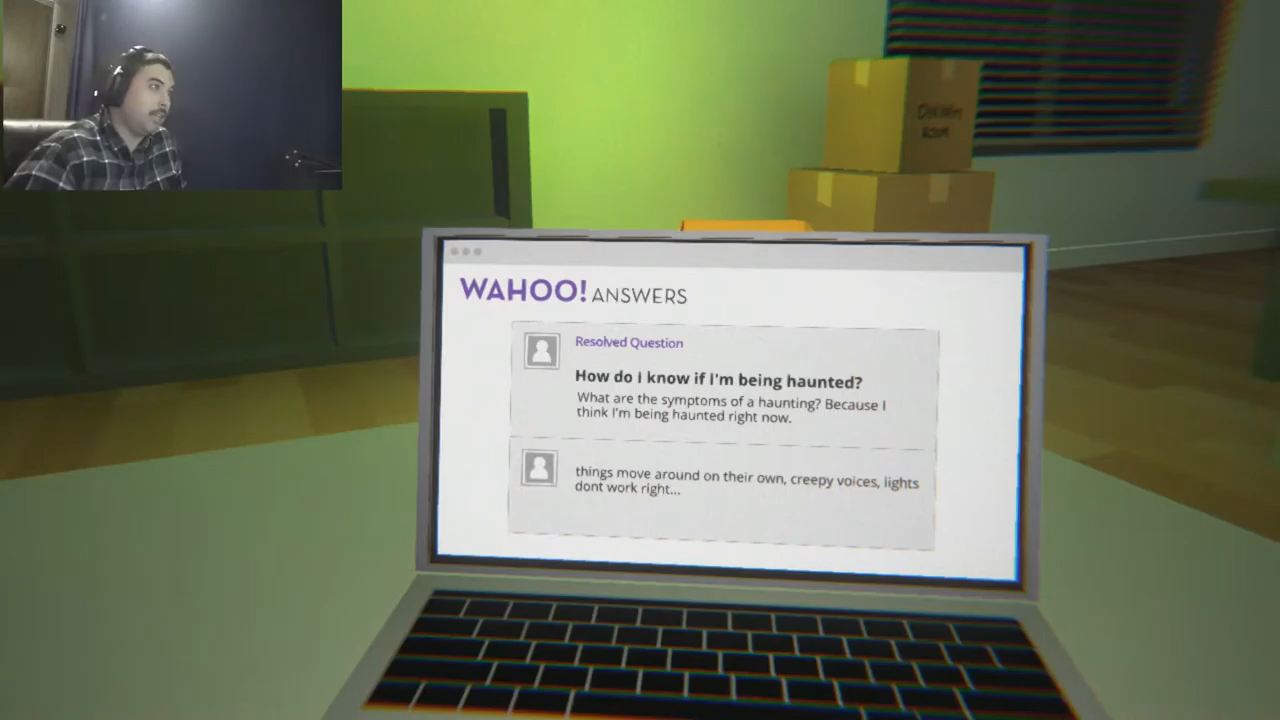 WAHOO! ANSWERS
Resolved Question
How do I know if I'm being haunted?
What are the symptoms of a haunting? Because I
think I'm being haunted right now.
things move around on their own, creepy voices, lights
dont work right...